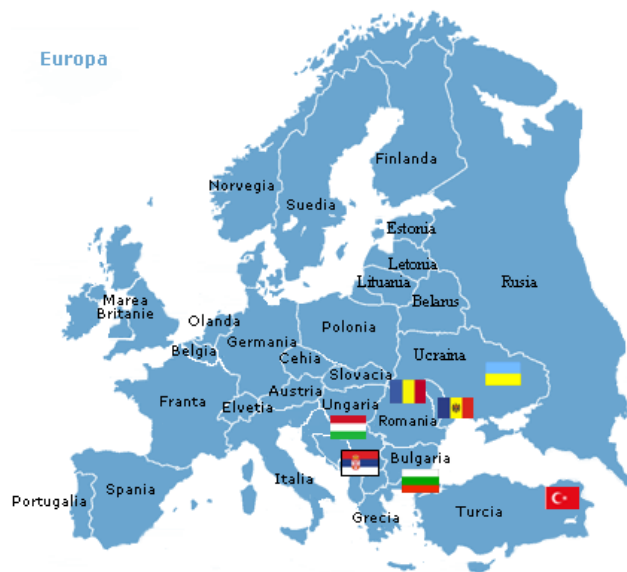 Europa
Finlanda
Norvegia
Suedia
Estonia
Letonia
Lituania
Belarus
Rusia
Marea
Britanie
Olanda
Belgia
Germania
Polonia
Cehia
Ucraina
Slovacia
Austria
Franta
Elvetia
Ungaria
Romania
Bulgaria
Italia
Portugalia
Spania
Grecia
Turcia